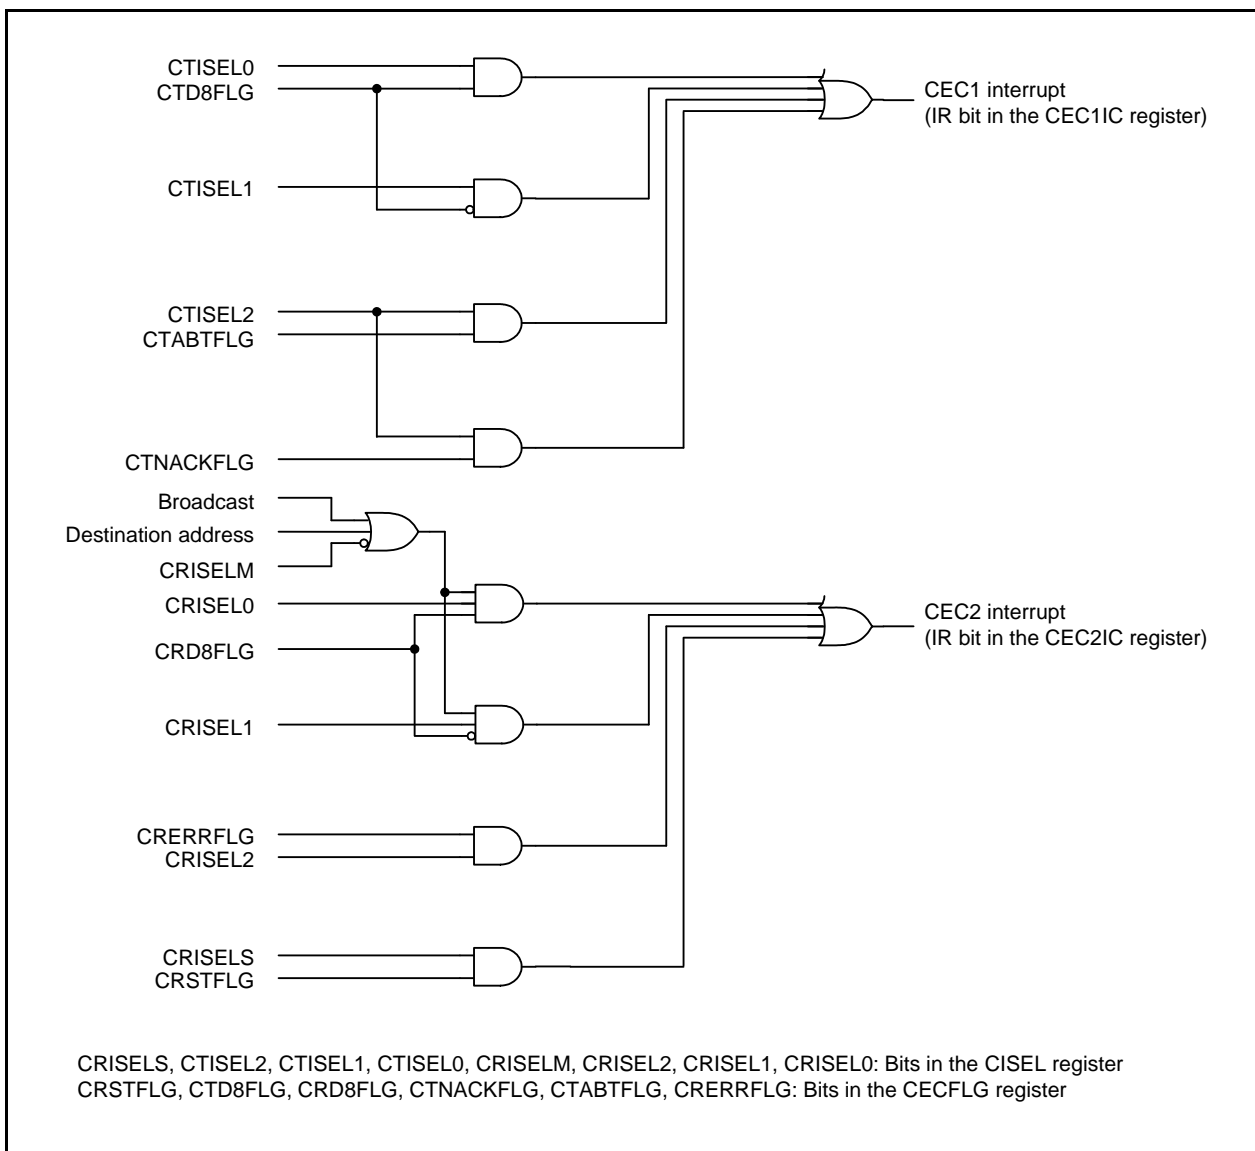 CTISEL0
CTD8FLG
CEC1 interrupt
(IR bit in the CEC1IC register)
CTISEL1
CTISEL2
CTABTFLG
CTNACKFLG
Broadcast
Destination address
CRISELM
CRISEL0
CEC2 interrupt
(IR bit in the CEC2IC register)
CRD8FLG
CRISEL1
CRERRFLG
CRISEL2
CRISELS
CRSTFLG
CRISELS, CTISEL2, CTISEL1, CTISEL0, CRISELM, CRISEL2, CRISEL1, CRISEL0: Bits in the CISEL register
CRSTFLG, CTD8FLG, CRD8FLG, CTNACKFLG, CTABTFLG, CRERRFLG: Bits in the CECFLG register